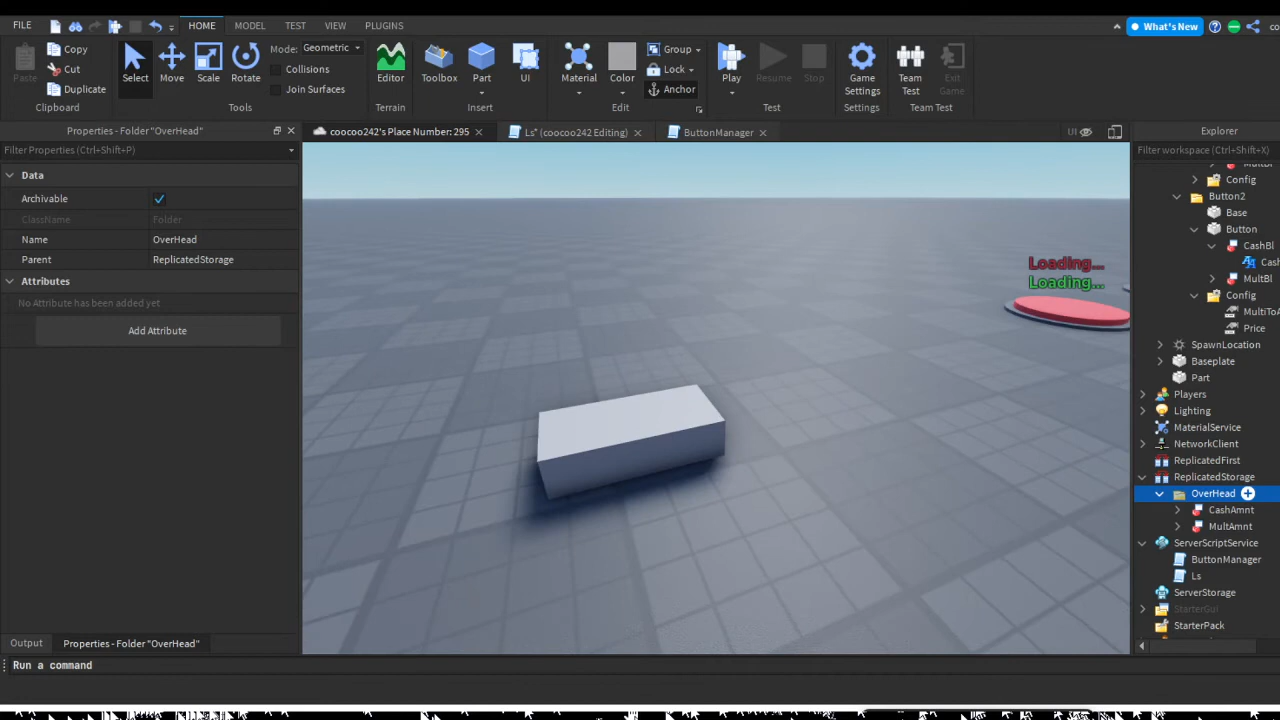 FILE HOME MODEL TEST VIEW PLUGINS What's New co
Paste Copy Cut Duplicate Clipboard
Select Move Scale Rotate Mode: Geometric Collisions Join Surfaces Tools
Editor Terrain
Toolbox Part UI Insert
Material Color Group Lock Anchor Edit
Play Resume Stop Test
Game Settings Settings
Team Test Exit Game Team Test
Properties - Folder "OverHead"
coocoo242's Place Number: 295
Ls* (coocoo242 Editing)
ButtonManager
UI
Explorer
Filter Properties (Ctrl+Shift+P)
Data
Archivable
ClassName Folder
Name OverHead
Parent ReplicatedStorage
Attributes
No Attribute has been added yet
Add Attribute
Loading...
Loading...
Filter workspace (Ctrl+Shift+X)
MultBl
Config
Button2
Base
Button
CashBl
Cas
MultBl
Config
MultiToA
Price
SpawnLocation
Baseplate
Part
Players
Lighting
MaterialService
NetworkClient
ReplicatedFirst
ReplicatedStorage
OverHead
CashAmnt
MultAmnt
ServerScriptService
ButtonManager
Ls
ServerStorage
StarterGui
StarterPack
Output Properties - Folder "OverHead"
Run a command